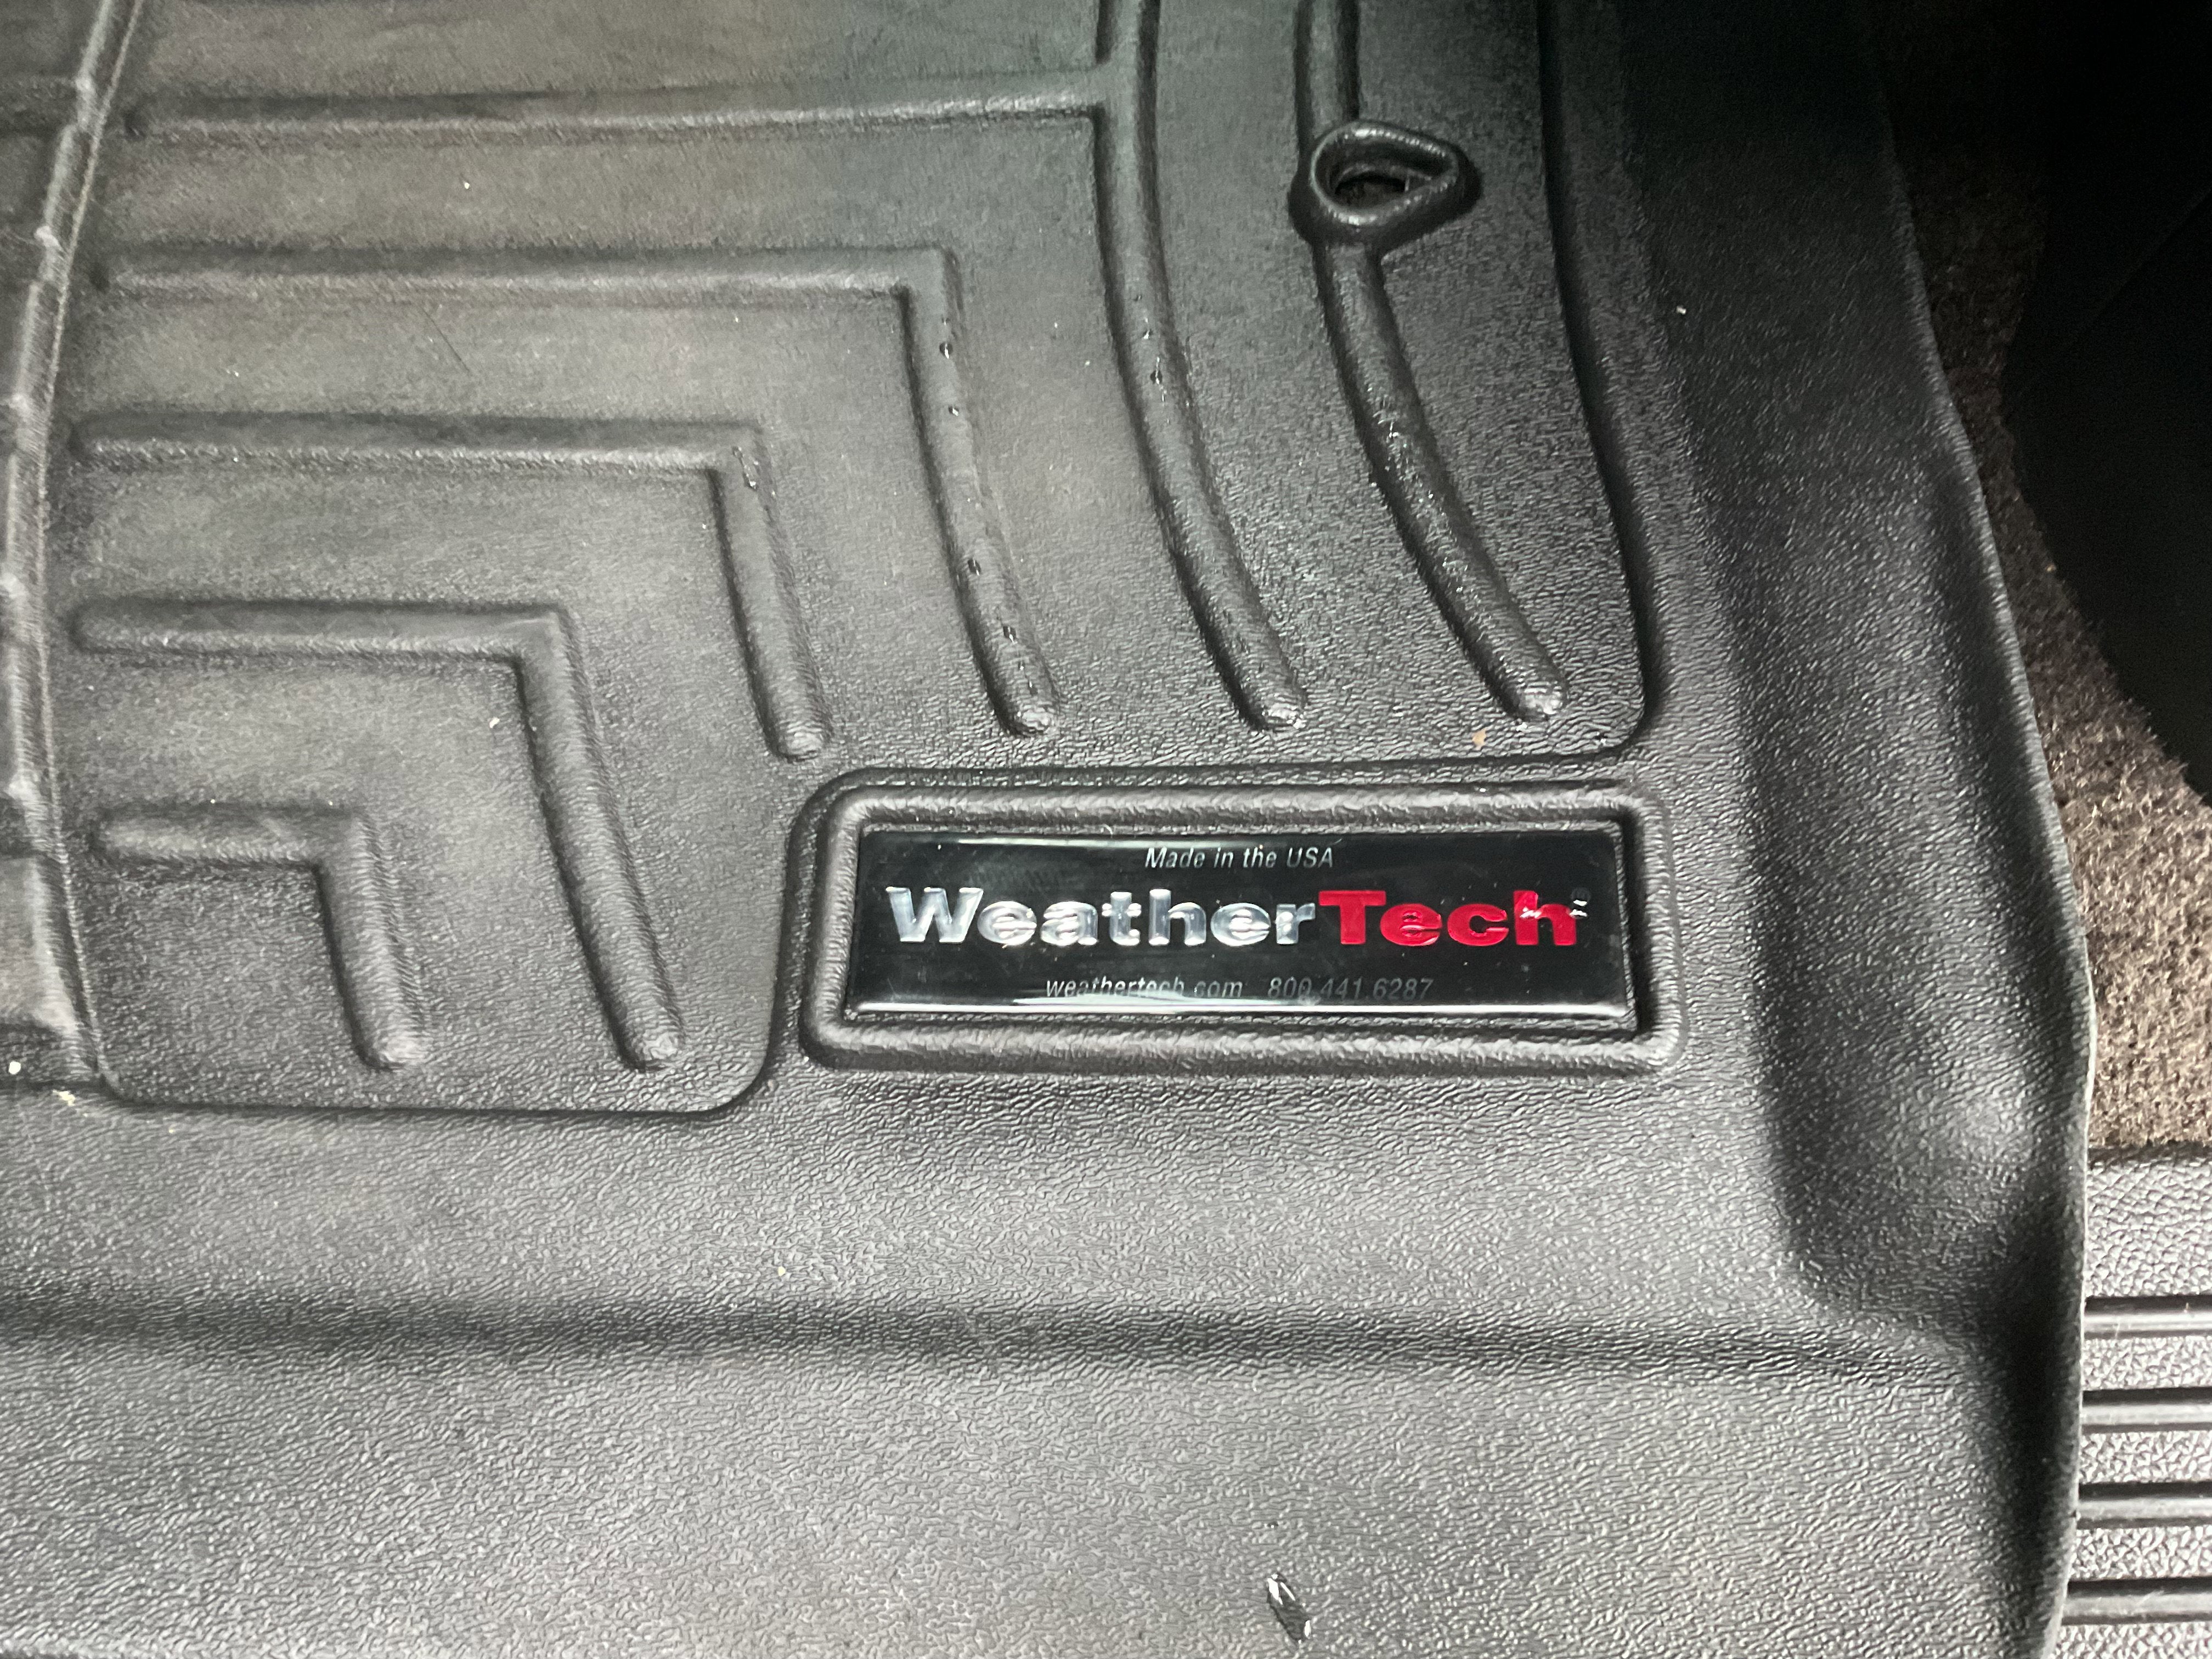 Made in the USA
WeatherTech®
weathertech.com 800.441.6287